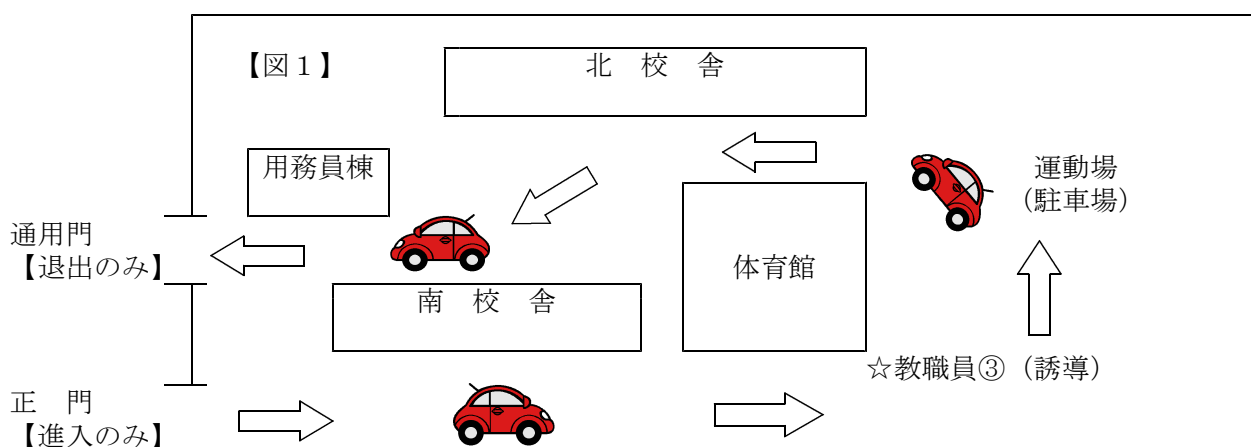 【図１】
北　校　舎
用務員棟
運動場
（駐車場）
通用門
【退出のみ】
体育館
南　校　舎
☆教職員③（誘導）
正　門
【進入のみ】